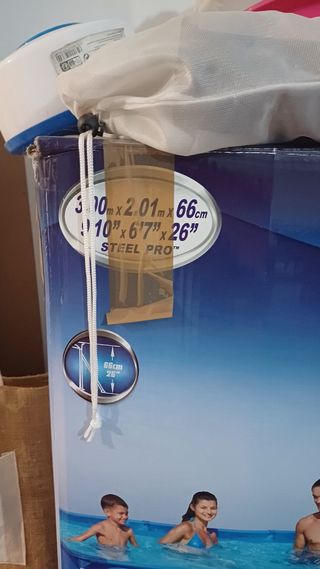 3.00m x 2.01m x 66cm
9'10" x 6'7" x 26"
STEEL PRO™
66cm
26"